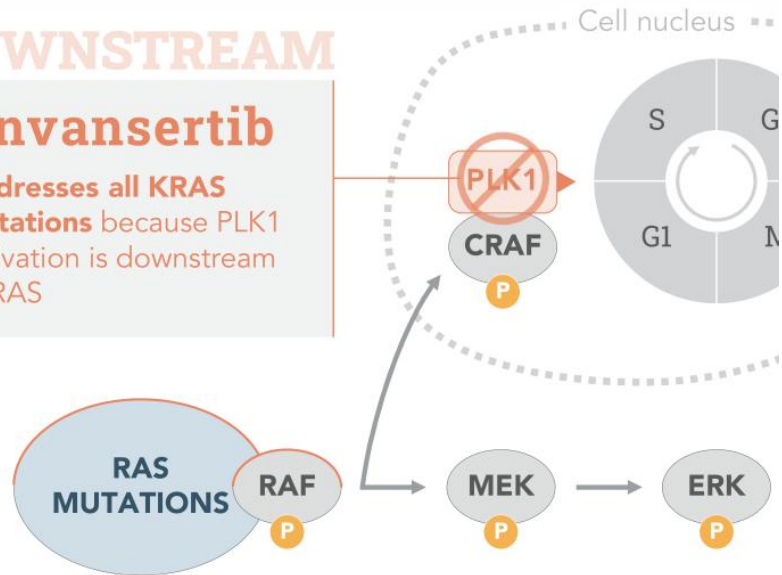 WNSTREAM
Cell nucleus
nvansertib
dresses all KRAS
tations because PLK1
vation is downstream
RAS
PLK1
CRAF
P
S
G
G1
M
RAS
MUTATIONS
RAF
P
MEK
P
ERK
P